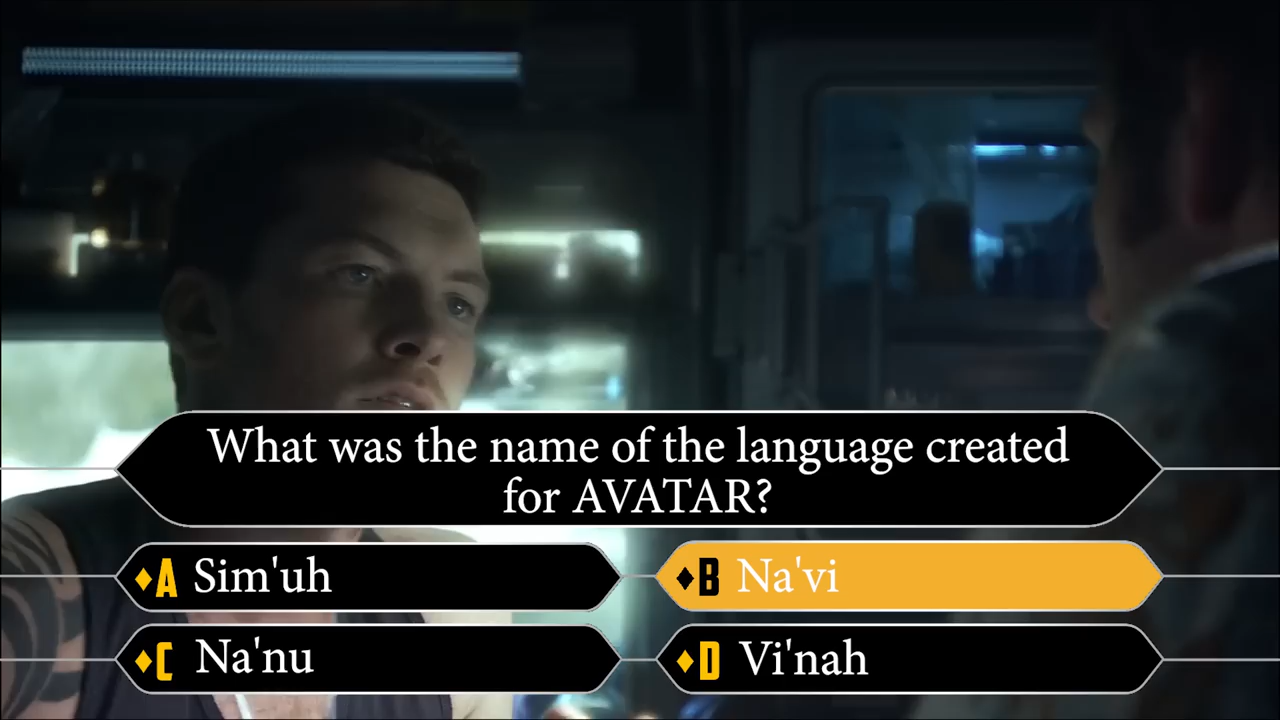 What was the name of the language created
for AVATAR?
A Sim'uh
B Na'vi
C Na'nu
D Vi'nah